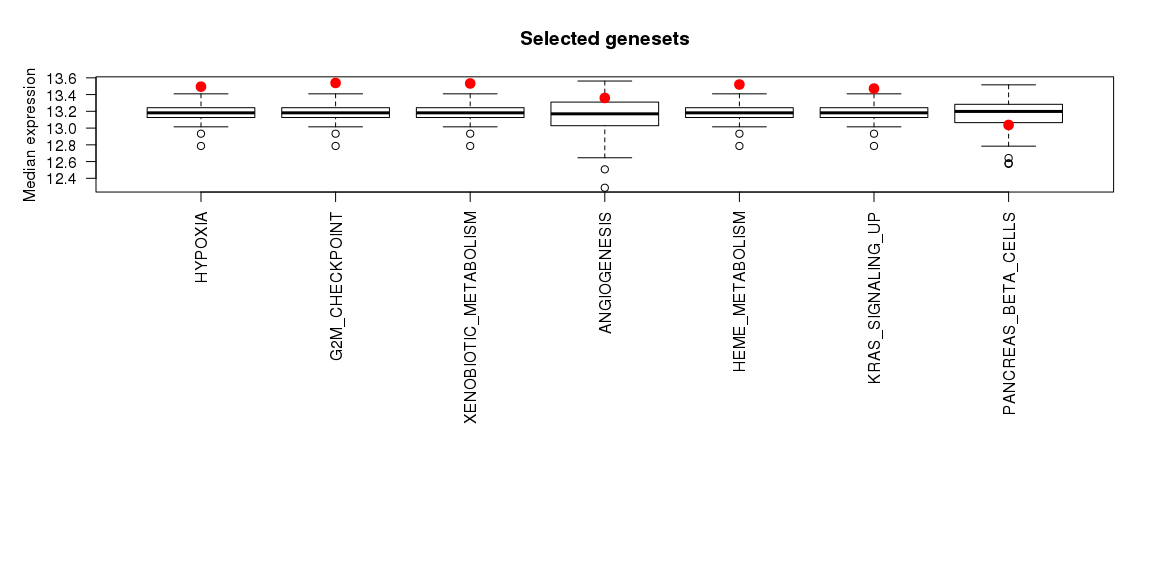 Selected genesets
Median expression
13.6
13.4
13.2
13.0
12.8
12.6
12.4
HYPOXIA
G2M_CHECKPOINT
XENOBIOTIC_METABOLISM
ANGIOGENESIS
HEME_METABOLISM
KRAS_SIGNALING_UP
PANCREAS_BETA_CELLS